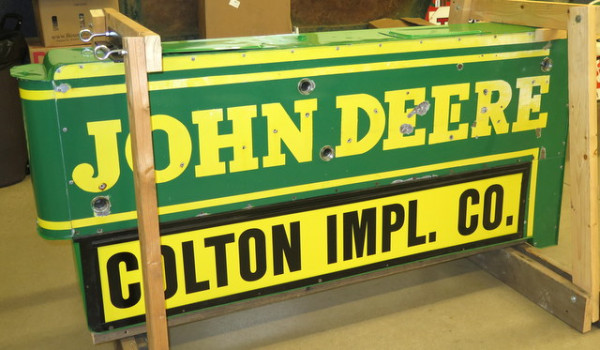 JOHN DEERE
COLTON IMPL. CO.